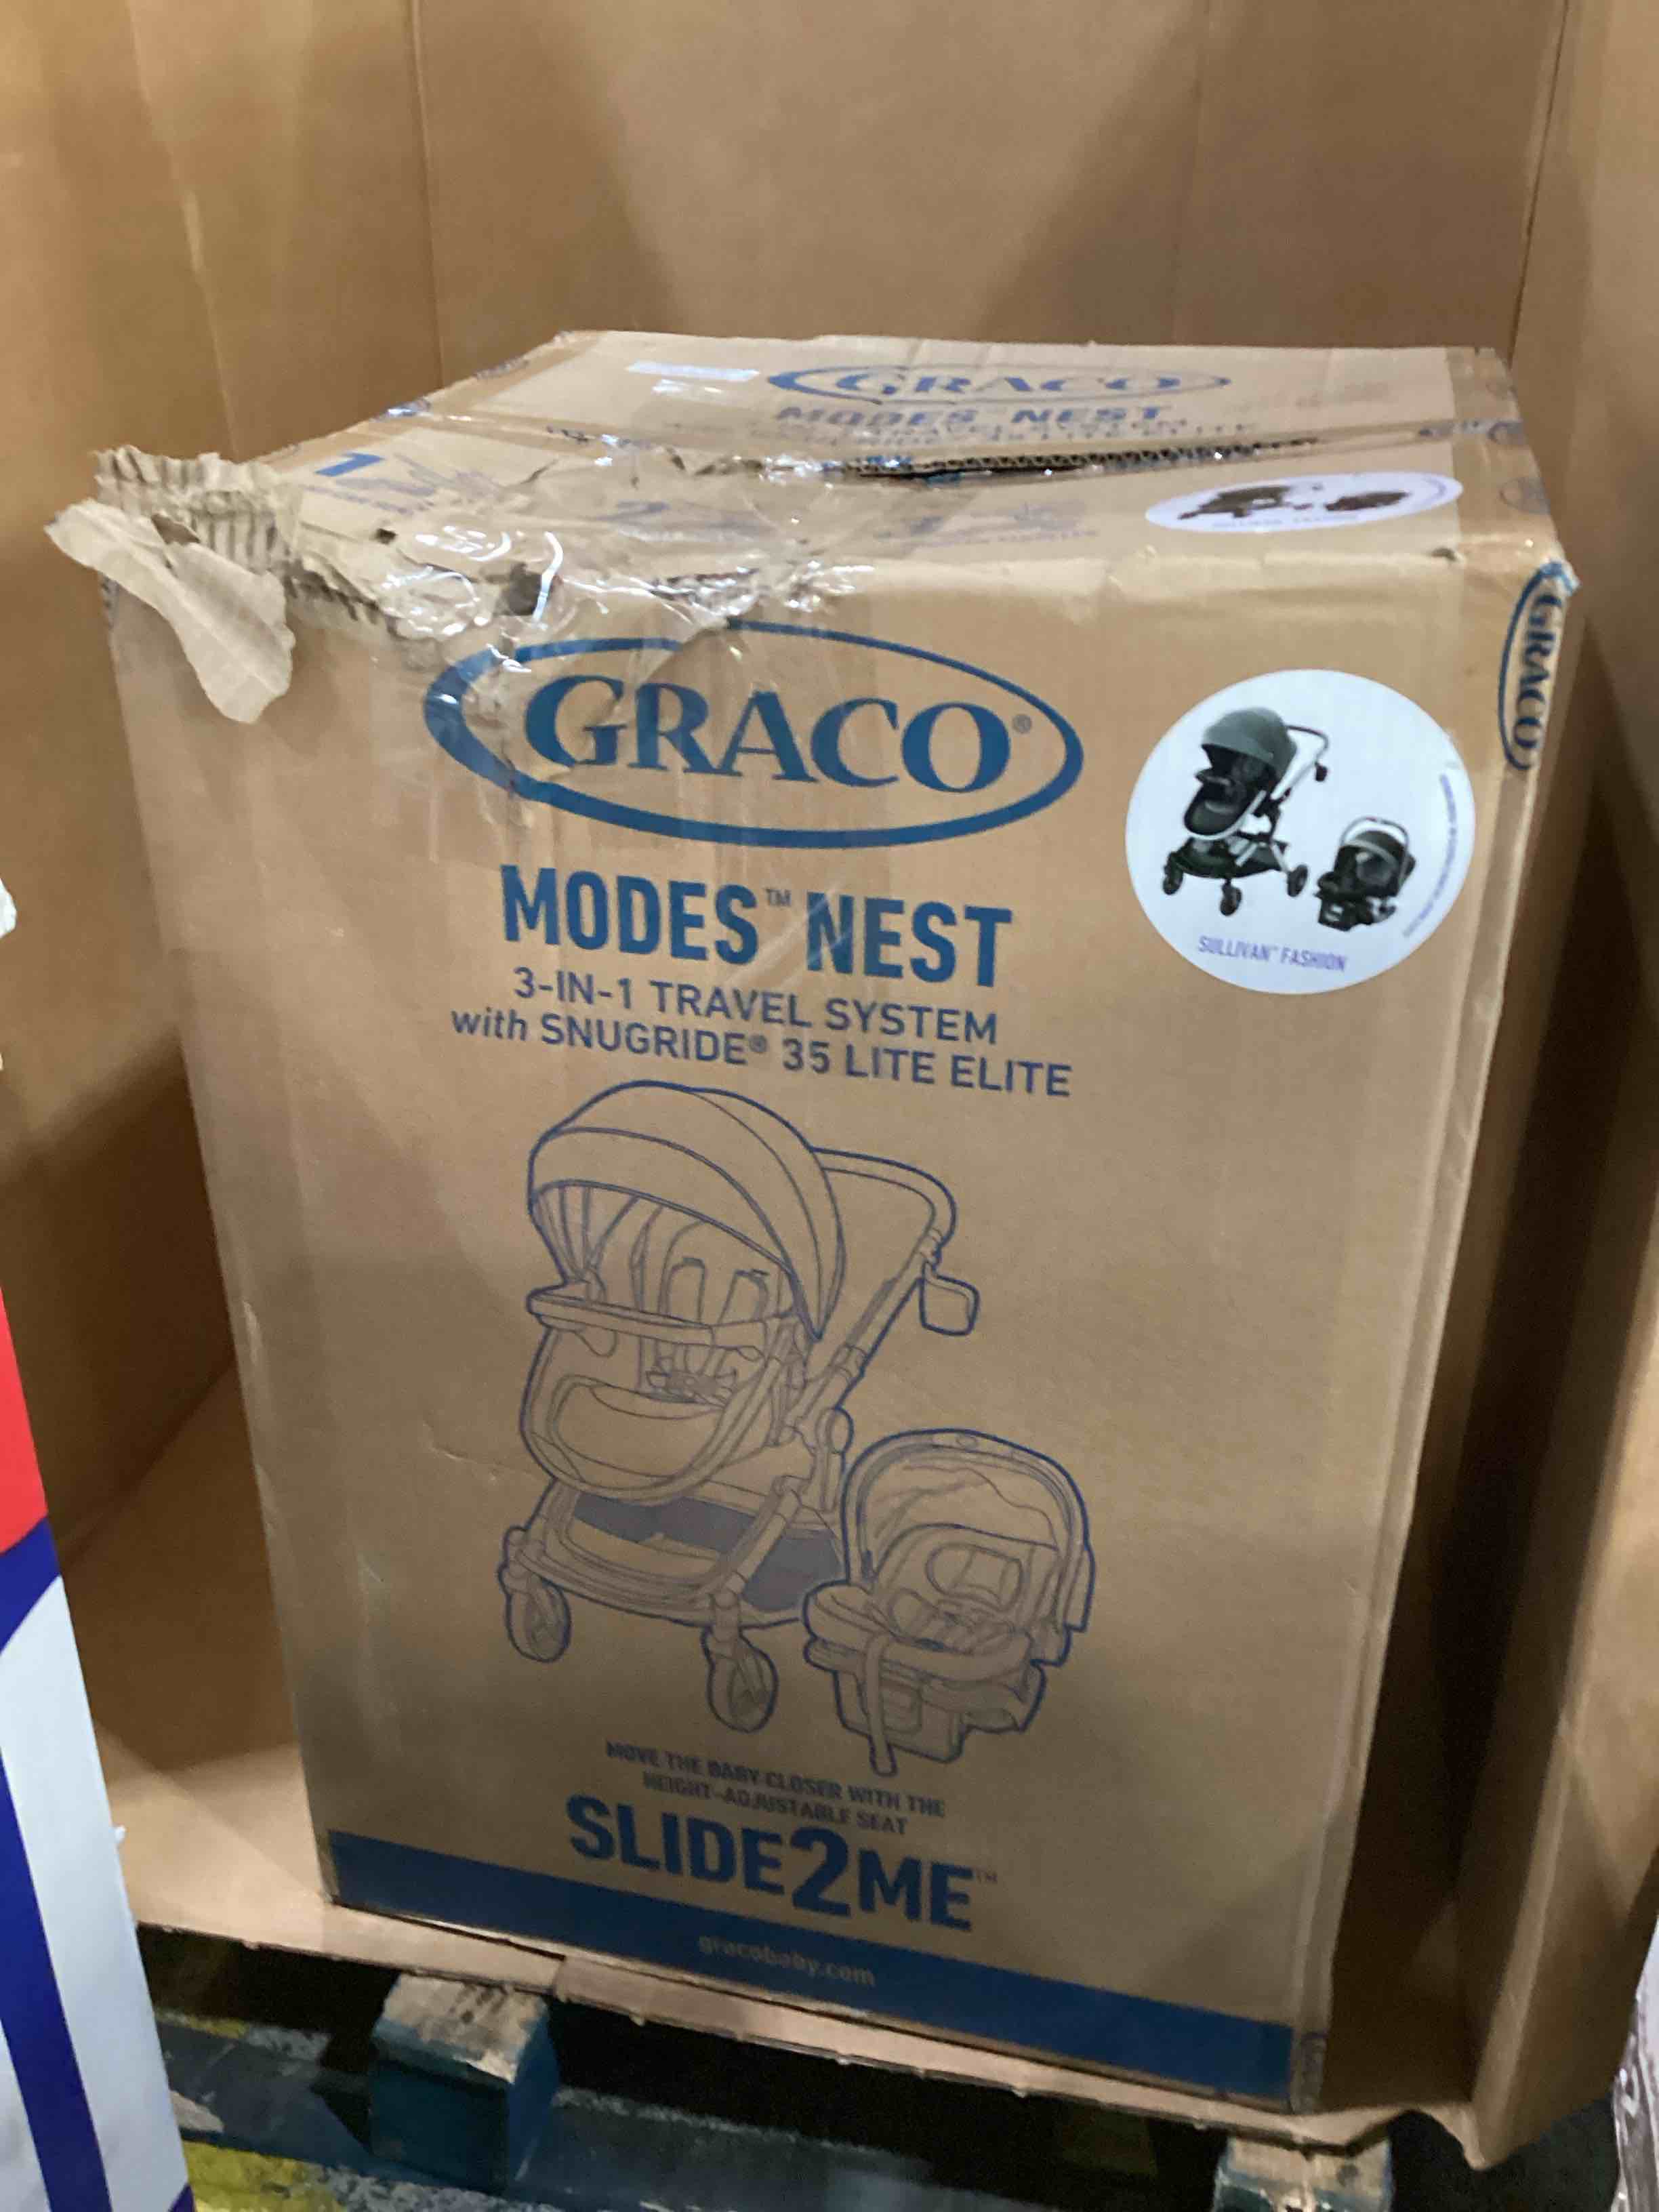 GRACO
MODES NEST
1
GRACO®
MODES™ NEST
3-IN-1 TRAVEL SYSTEM
with SNUGRIDE® 35 LITE ELITE
SULLIVAN™ FASHION
GRACO
MOVE THE BABY CLOSER WITH THE
HEIGHT-ADJUSTABLE SEAT
SLIDE2ME™
gracobaby.com